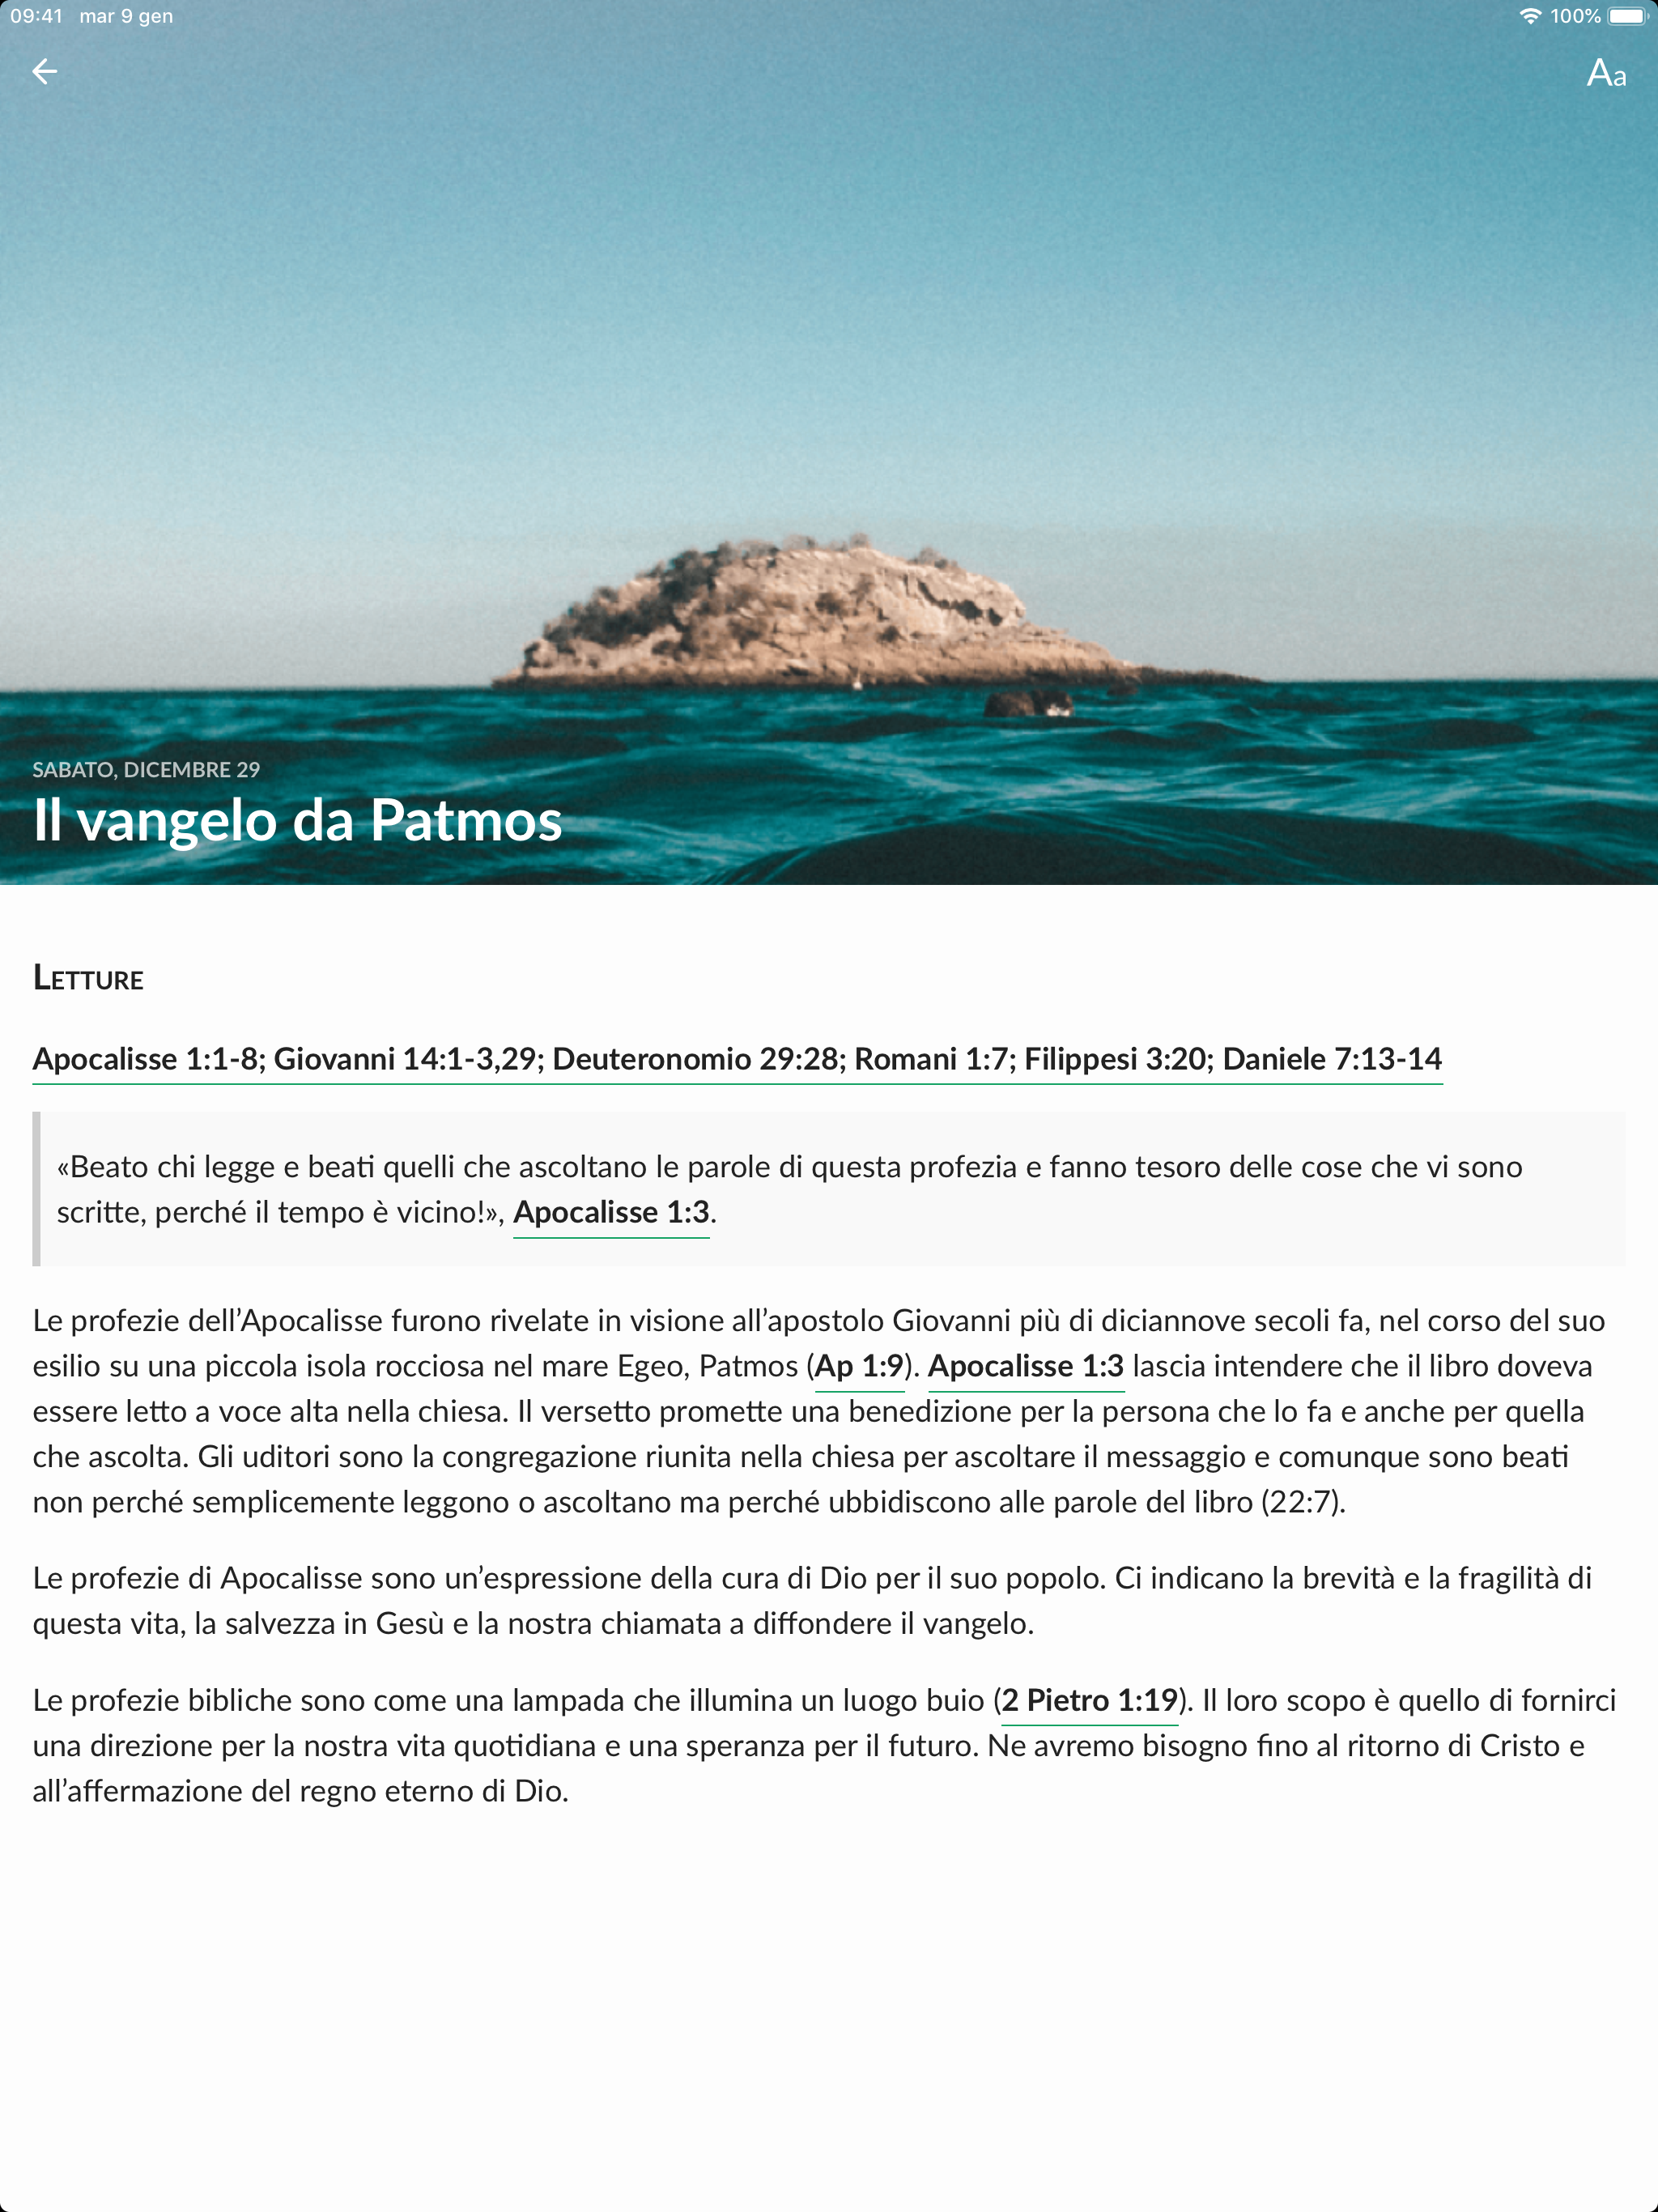 09:41 mar 9 gen 100%
Aa
SABATO, DICEMBRE 29
Il vangelo da Patmos
Letture
Apocalisse 1:1-8; Giovanni 14:1-3,29; Deuteronomio 29:28; Romani 1:7; Filippesi 3:20; Daniele 7:13-14
«Beato chi legge e beati quelli che ascoltano le parole di questa profezia e fanno tesoro delle cose che vi sono
scritte, perché il tempo è vicino!», Apocalisse 1:3.
Le profezie dell’Apocalisse furono rivelate in visione all’apostolo Giovanni più di diciannove secoli fa, nel corso del suo
esilio su una piccola isola rocciosa nel mare Egeo, Patmos (Ap 1:9). Apocalisse 1:3 lascia intendere che il libro doveva
essere letto a voce alta nella chiesa. Il versetto promette una benedizione per la persona che lo fa e anche per quella
che ascolta. Gli uditori sono la congregazione riunita nella chiesa per ascoltare il messaggio e comunque sono beati
non perché semplicemente leggono o ascoltano ma perché ubbidiscono alle parole del libro (22:7).
Le profezie di Apocalisse sono un’espressione della cura di Dio per il suo popolo. Ci indicano la brevità e la fragilità di
questa vita, la salvezza in Gesù e la nostra chiamata a diffondere il vangelo.
Le profezie bibliche sono come una lampada che illumina un luogo buio (2 Pietro 1:19). Il loro scopo è quello di fornirci
una direzione per la nostra vita quotidiana e una speranza per il futuro. Ne avremo bisogno fino al ritorno di Cristo e
all’affermazione del regno eterno di Dio.